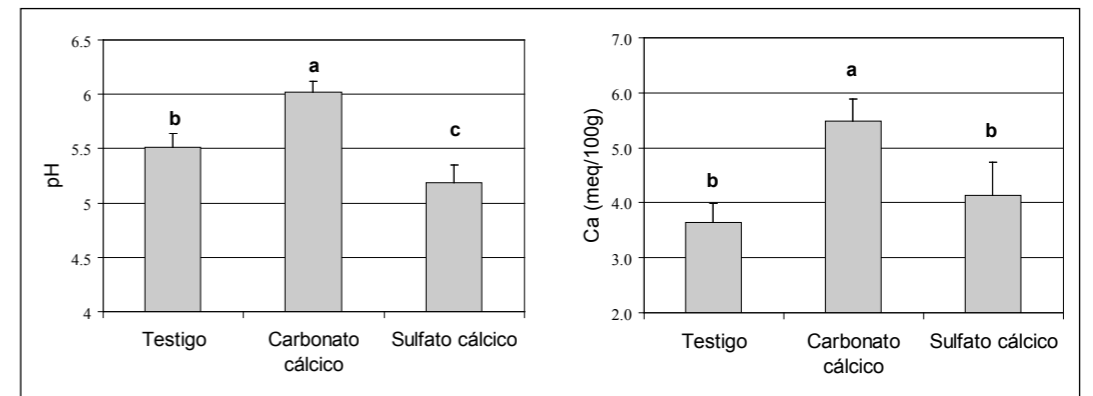 6.5
6
5.5
5
4.5
4
pH
b
a
c
Testigo
Carbonato
cálcico
Sulfato cálcico
7.0
6.0
5.0
4.0
3.0
2.0
Ca (meq/100g)
b
a
b
Testigo
Carbonato
cálcico
Sulfato cálcico